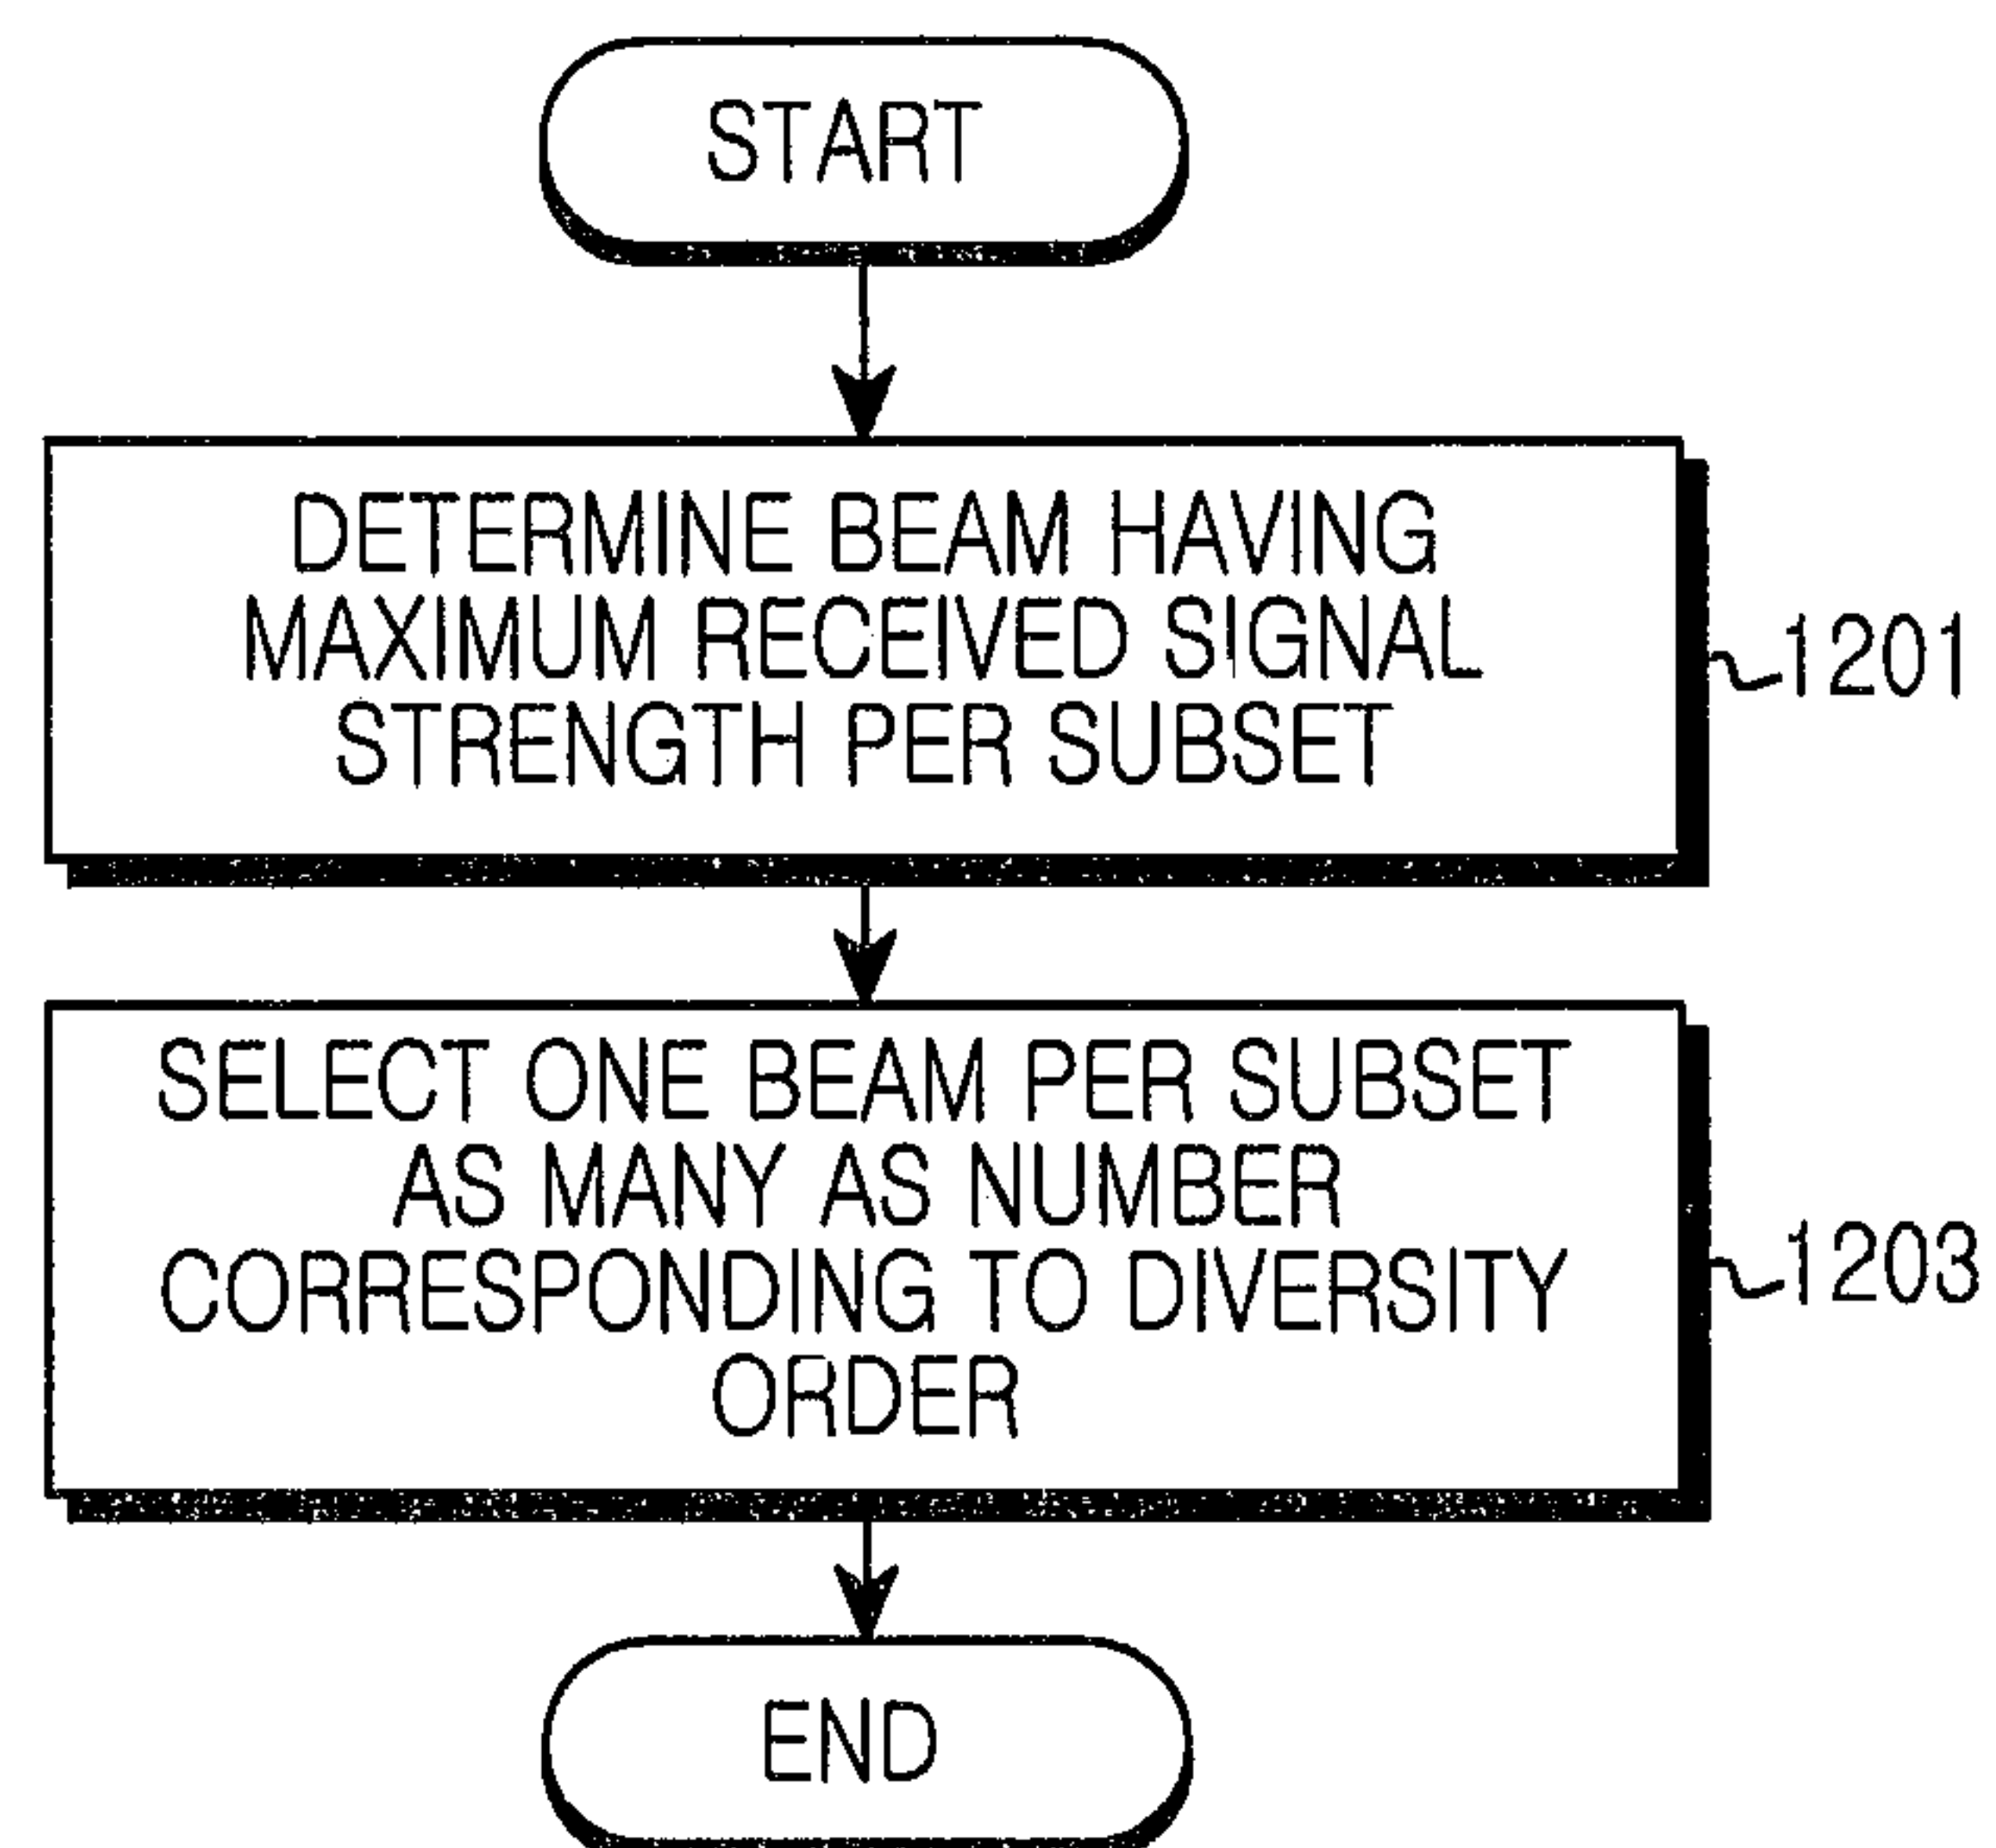 START
DETERMINE BEAM HAVING
MAXIMUM RECEIVED SIGNAL
STRENGTH PER SUBSET
1201
SELECT ONE BEAM PER SUBSET
AS MANY AS NUMBER
CORRESPONDING TO DIVERSITY
ORDER
1203
END